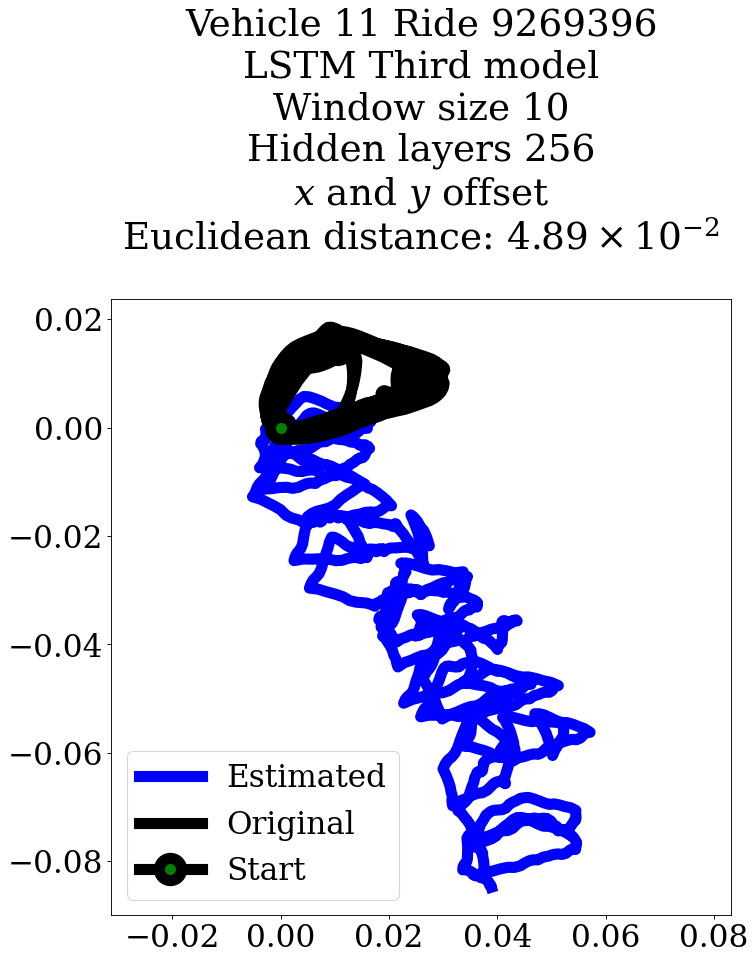 Vehicle 11 Ride 9269396
LSTM Third model
Window size 10
Hidden layers 256
x and y offset
Euclidean distance: 4.89 × 10⁻²
0.02
0.00
−0.02
−0.04
−0.06
−0.08
Estimated
Original
Start
−0.02 0.00 0.02 0.04 0.06 0.08